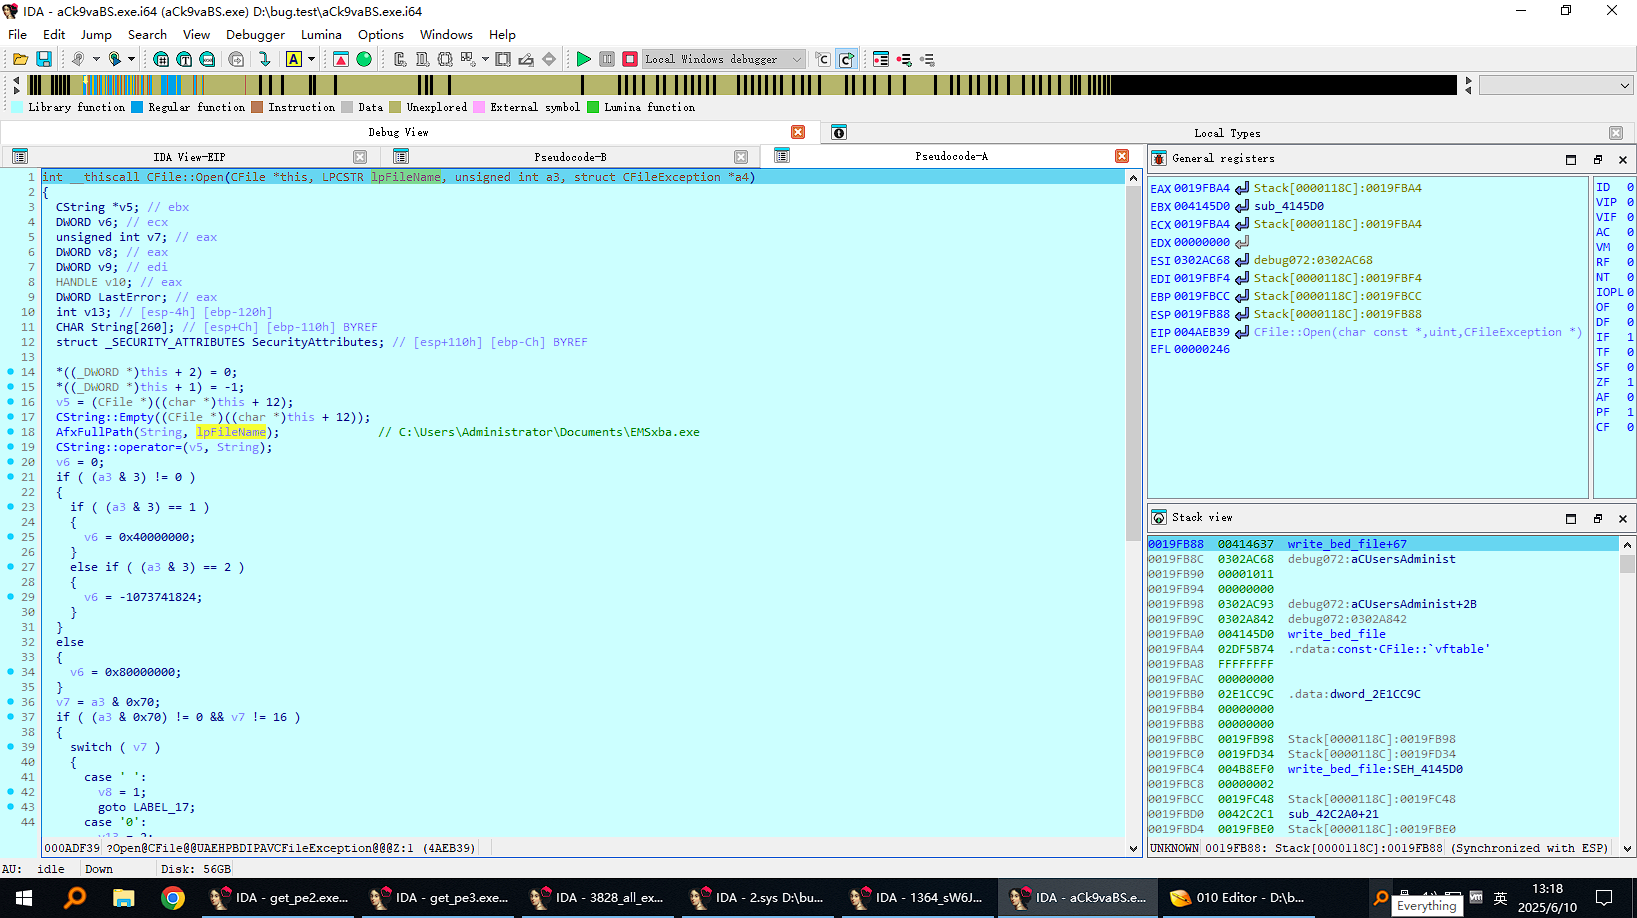 IDA - aCk9vaBS.exe.i64 (aCk9vaBS.exe) D:\bug.test\aCk9vaBS.exe.i64
File Edit Jump Search View Debugger Lumina Options Windows Help
Local Windows debugger
Library function Regular function Instruction Data Unexplored External symbol Lumina function
Debug View Local Types
IDA View-EIP Pseudocode-B Pseudocode-A
1 int __thiscall CFile::Open(CFile *this, LPCSTR lpFileName, unsigned int a3, struct CFileException *a4)
2 {
3 CString *v5; // ebx
4 DWORD v6; // ecx
5 unsigned int v7; // eax
6 DWORD v8; // eax
7 DWORD v9; // edi
8 HANDLE v10; // eax
9 DWORD LastError; // eax
10 int v13; // [esp-4h] [ebp-120h]
11 CHAR String[260]; // [esp+Ch] [ebp-110h] BYREF
12 struct _SECURITY_ATTRIBUTES SecurityAttributes; // [esp+110h] [ebp-Ch] BYREF
13
14 *((_DWORD *)this + 2) = 0;
15 *((_DWORD *)this + 1) = -1;
16 v5 = (CFile *)((char *)this + 12);
17 CString::Empty((CFile *)((char *)this + 12));
18 AfxFullPath(String, lpFileName); // C:\Users\Administrator\Documents\EMSxba.exe
19 CString::operator=(v5, String);
20 v6 = 0;
21 if ( (a3 & 3) != 0 )
22 {
23 if ( (a3 & 3) == 1 )
24 {
25 v6 = 0x40000000;
26 }
27 else if ( (a3 & 3) == 2 )
28 {
29 v6 = -1073741824;
30 }
31 }
32 else
33 {
34 v6 = 0x80000000;
35 }
36 v7 = a3 & 0x70;
37 if ( (a3 & 0x70) != 0 && v7 != 16 )
38 {
39 switch ( v7 )
40 {
41 case ' ':
42 v8 = 1;
43 goto LABEL_17;
44 case '0':
v13 = 2;
000ADF39 ?Open@CFile@@UAEHPBDIPAVCFileException@@@Z:1 (4AEB39)
General registers
EAX 0019FBA4 Stack[0000118C]:0019FBA4
EBX 004145D0 sub_4145D0
ECX 0019FBA4 Stack[0000118C]:0019FBA4
EDX 00000000
ESI 0302AC68 debug072:0302AC68
EDI 0019FBF4 Stack[0000118C]:0019FBF4
EBP 0019FBCC Stack[0000118C]:0019FBCC
ESP 0019FB88 Stack[0000118C]:0019FB88
EIP 004AEB39 CFile::Open(char const *,uint,CFileException *)
EFL 00000246
ID 0
VIP 0
VIF 0
AC 0
VM 0
RF 0
NT 0
IOPL 0
OF 0
DF 0
IF 1
TF 0
SF 0
ZF 1
AF 0
PF 1
CF 0
Stack view
0019FB88 00414637 write_bed_file+67
0019FB8C 0302AC68 debug072:aCUsersAdminist
0019FB90 00001011
0019FB94 00000000
0019FB98 0302AC93 debug072:aCUsersAdminist+2B
0019FB9C 0302A842 debug072:0302A842
0019FBA0 004145D0 write_bed_file
0019FBA4 02DF5B74 .rdata:const·CFile::`vftable'
0019FBA8 FFFFFFFF
0019FBAC 00000000
0019FBB0 02E1CC9C .data:dword_2E1CC9C
0019FBB4 00000000
0019FBB8 00000000
0019FBBC 0019FB98 Stack[0000118C]:0019FB98
0019FBC0 0019FD34 Stack[0000118C]:0019FD34
0019FBC4 004B8EF0 write_bed_file:SEH_4145D0
0019FBC8 00000002
0019FBCC 0019FC48 Stack[0000118C]:0019FC48
0019FBD0 0042C2C1 sub_42C2A0+21
0019FBD4 0019FBE0 Stack[0000118C]:0019FBE0
UNKNOWN 0019FB88: Stack[0000118C]:0019FB88 (Synchronized with ESP)
AU: idle Down Disk: 56GB
IDA - get_pe2.exe... IDA - get_pe3.exe... IDA - 3828_all_ex... IDA - 2.sys D:\bu... IDA - 1364_sW6J... IDA - aCk9vaBS.e... 010 Editor - D:\b... 英 13:18
Everything 2025/6/10